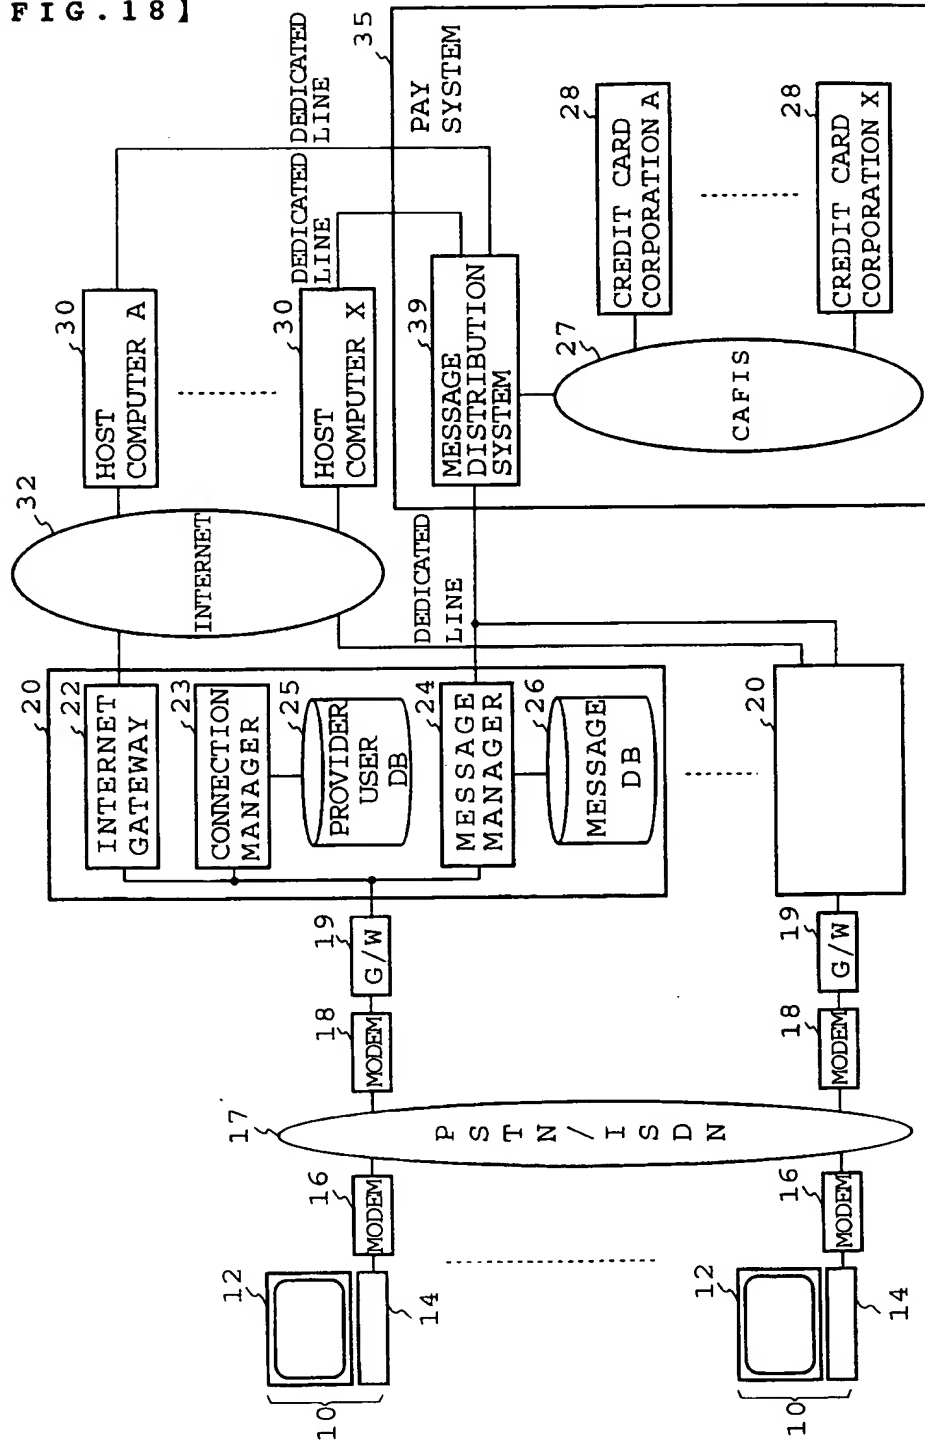 FIG.18】
10
12
14
16
MODEM
17
PSTN/ISDN
18
MODEM
19
G/W
20
22
INTERNET
GATEWAY
23
CONNECTION
MANAGER
25
PROVIDER
USER
DB
24
MESSAGE
MANAGER
26
MESSAGE
DB
32
INTERNET
30
HOST
COMPUTER A
30
HOST
COMPUTER X
DEDICATED
LINE
DEDICATED
LINE
DEDICATED
LINE
35
PAY
SYSTEM
39
MESSAGE
DISTRIBUTION
SYSTEM
27
CAFIS
28
CREDIT CARD
CORPORATION A
28
CREDIT CARD
CORPORATION X
10
12
14
16
MODEM
18
MODEM
19
G/W
20